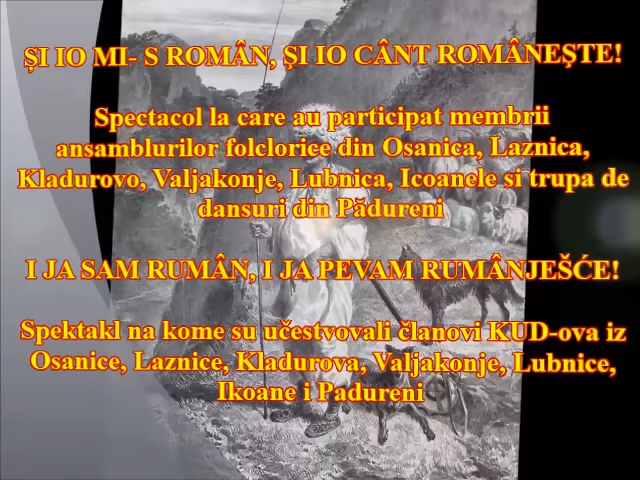 ȘI IO MI- S ROMÂN, ŞI IO CÂNT ROMÂNEŞTE!
Spectacol la care au participat membrii
ansamblurilor folclorice din Osanica, Laznica,
Kladurovo, Valjakonje, Lubnica, Icoanele si trupa de
dansuri din Pădureni
I JA SAM RUMÂN, I JA PEVAM RUMÂNJEŠĆE!
Spektakl na kome su učestvovali članovi KUD-ova iz
Osanice, Laznice, Kladurova, Valjakonje, Lubnice,
Ikoane i Padureni